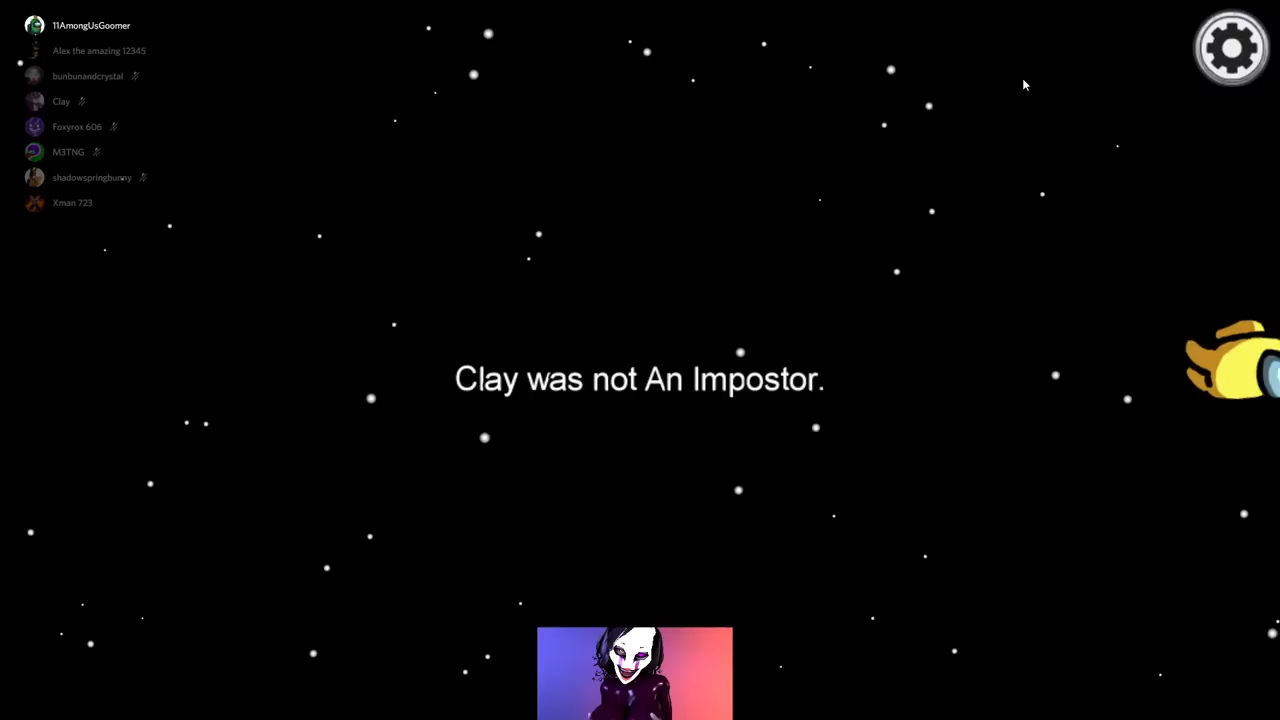 11AmongUsGoomer
Alex the amazing 12345
bunbunandcrystal
Clay
Foxyrox 606
M3TNG
shadowspringbunny
Xman 723
Clay was not An Impostor.